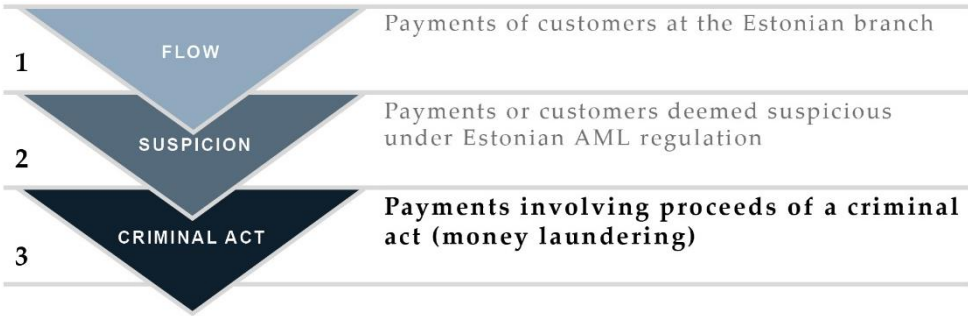 Payments of customers at the Estonian branch
FLOW
1
Payments or customers deemed suspicious
under Estonian AML regulation
SUSPICION
2
Payments involving proceeds of a criminal
act (money laundering)
CRIMINAL ACT
3